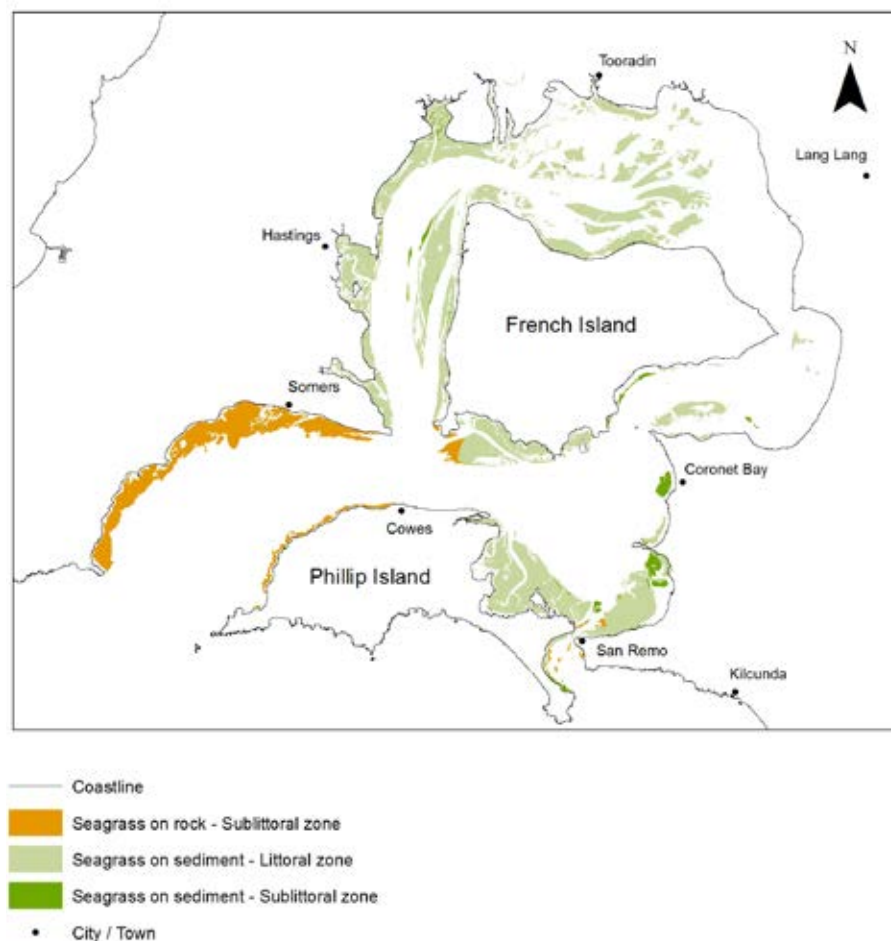 N
Tooradin
Lang Lang
Hastings
French Island
Somers
Coronet Bay
Cowes
Phillip Island
San Remo
Kilcunda
Coastline
Seagrass on rock - Sublittoral zone
Seagrass on sediment - Littoral zone
Seagrass on sediment - Sublittoral zone
City / Town